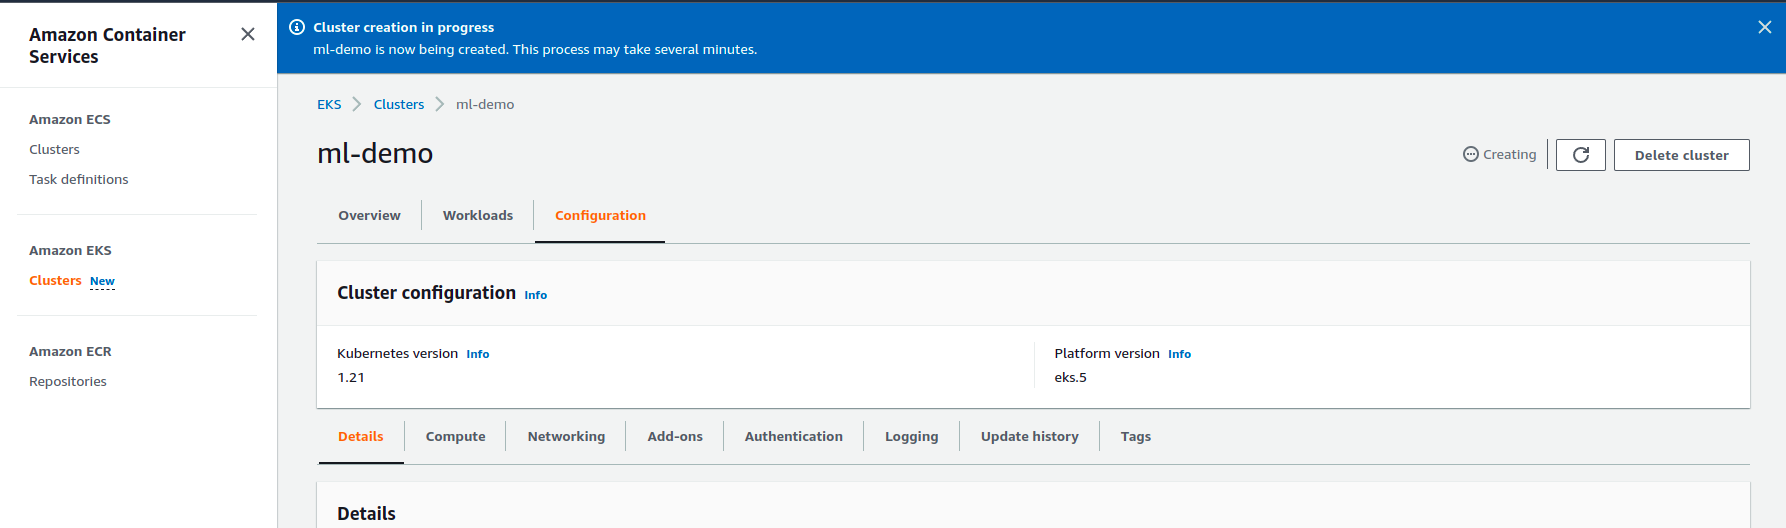 Amazon Container
Services
Amazon ECS
Clusters
Task definitions
Amazon EKS
Clusters New
Amazon ECR
Repositories
Cluster creation in progress
ml-demo is now being created. This process may take several minutes.
EKS Clusters ml-demo
ml-demo
Creating Delete cluster
Overview Workloads Configuration
Cluster configuration Info
Kubernetes version Info
1.21
Platform version Info
eks.5
Details Compute Networking Add-ons Authentication Logging Update history Tags
Details